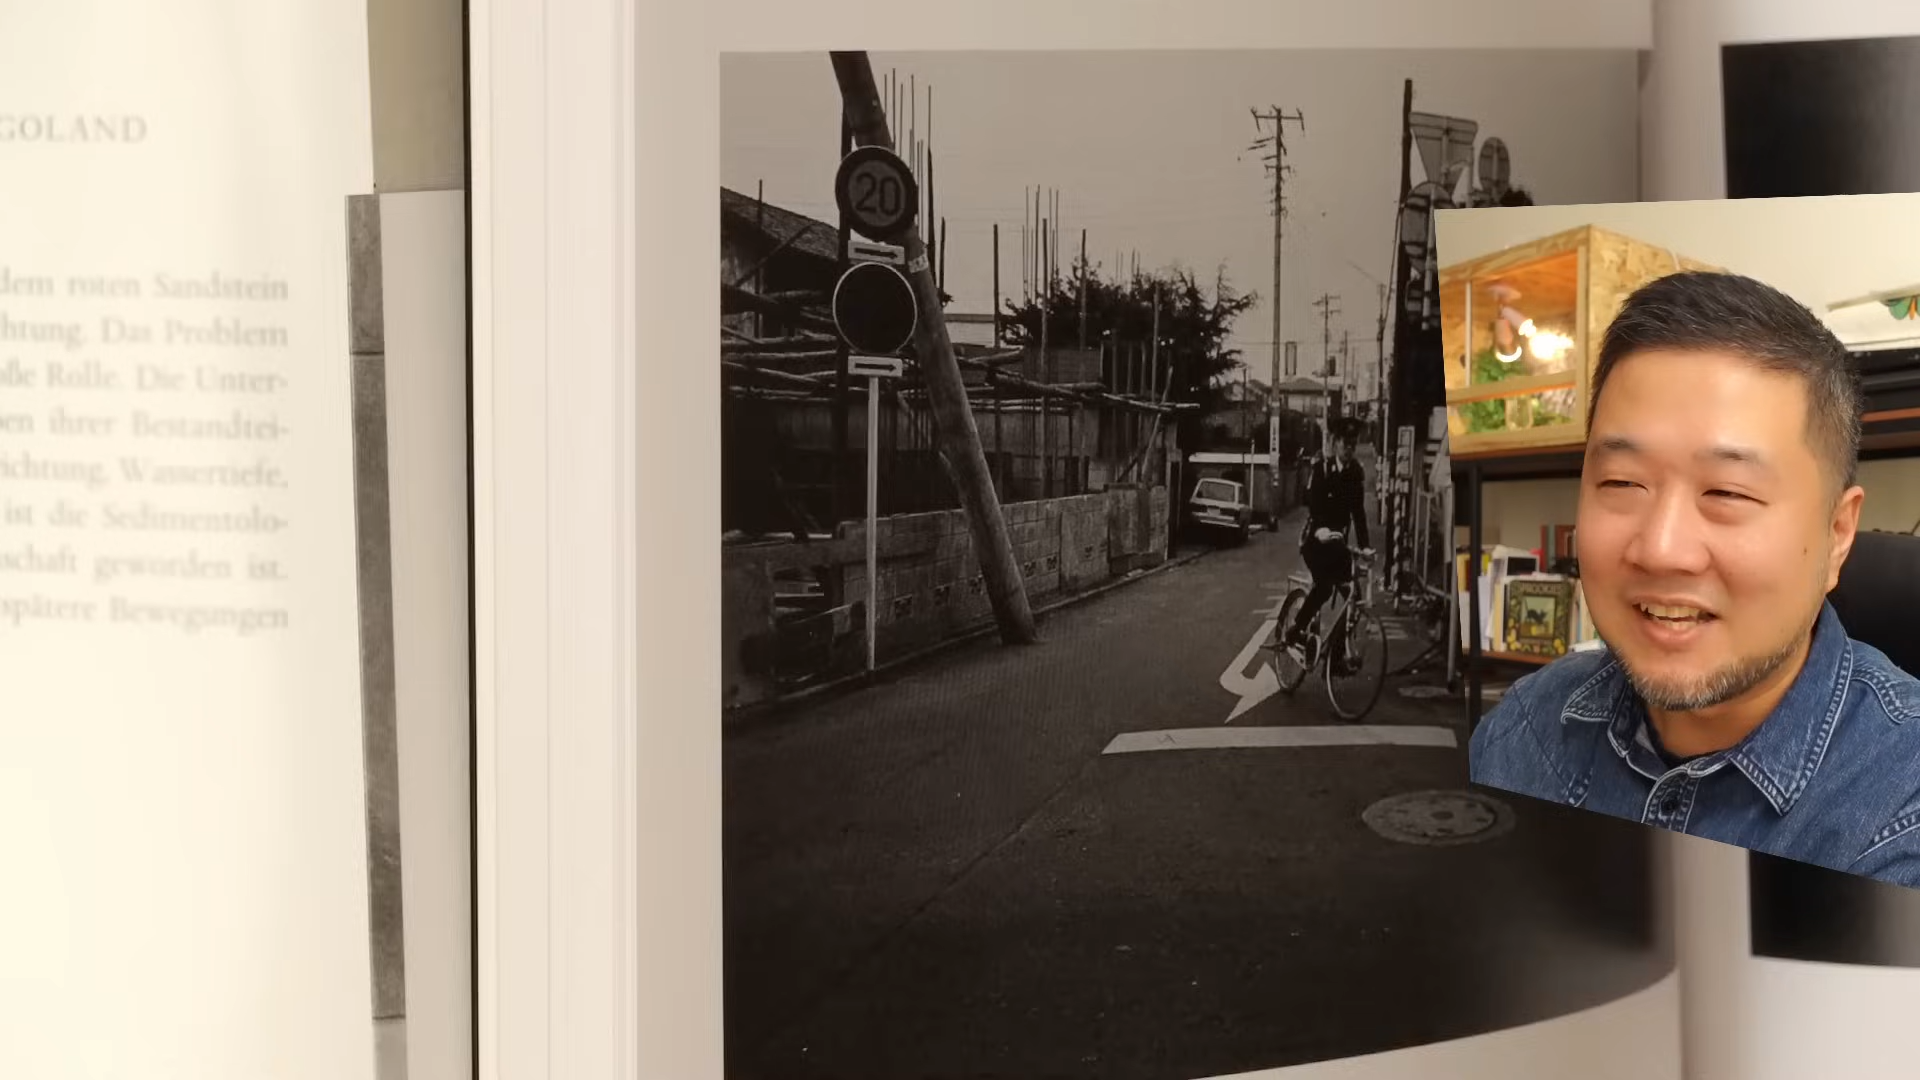 GOLAND
dem roten Sandstein
htung. Das Problem
oße Rolle. Die Unter-
en ihrer Bestandtei-
ichtung, Wassertiefe,
ist die Sedimentolo-
schaft geworden ist.
spätere Bewegungen
20